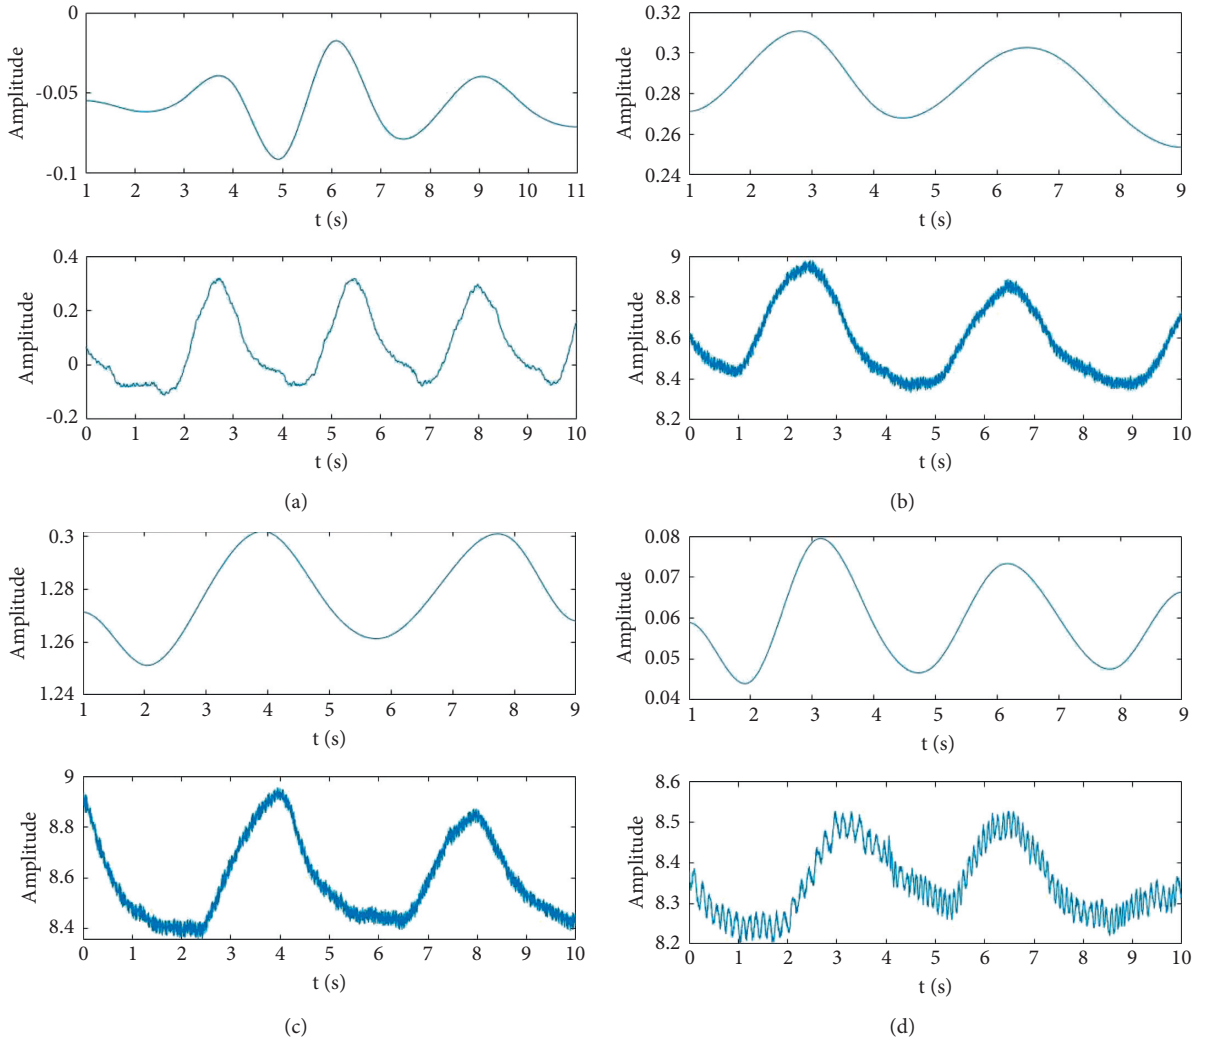 0
-0.05
-0.1
Amplitude
1 2 3 4 5 6 7 8 9 10 11
t (s)
0.4
0.2
0
-0.2
Amplitude
0 1 2 3 4 5 6 7 8 9 10
t (s)
(a)
0.32
0.3
0.28
0.26
0.24
Amplitude
1 2 3 4 5 6 7 8 9
t (s)
9
8.8
8.6
8.4
8.2
Amplitude
0 1 2 3 4 5 6 7 8 9 10
t (s)
(b)
0.3
1.28
1.26
1.24
Amplitude
1 2 3 4 5 6 7 8 9
t (s)
9
8.8
8.6
8.4
Amplitude
0 1 2 3 4 5 6 7 8 9 10
t (s)
(c)
0.08
0.07
0.06
0.05
0.04
Amplitude
1 2 3 4 5 6 7 8 9
t (s)
8.6
8.5
8.4
8.3
8.2
Amplitude
0 1 2 3 4 5 6 7 8 9 10
t (s)
(d)